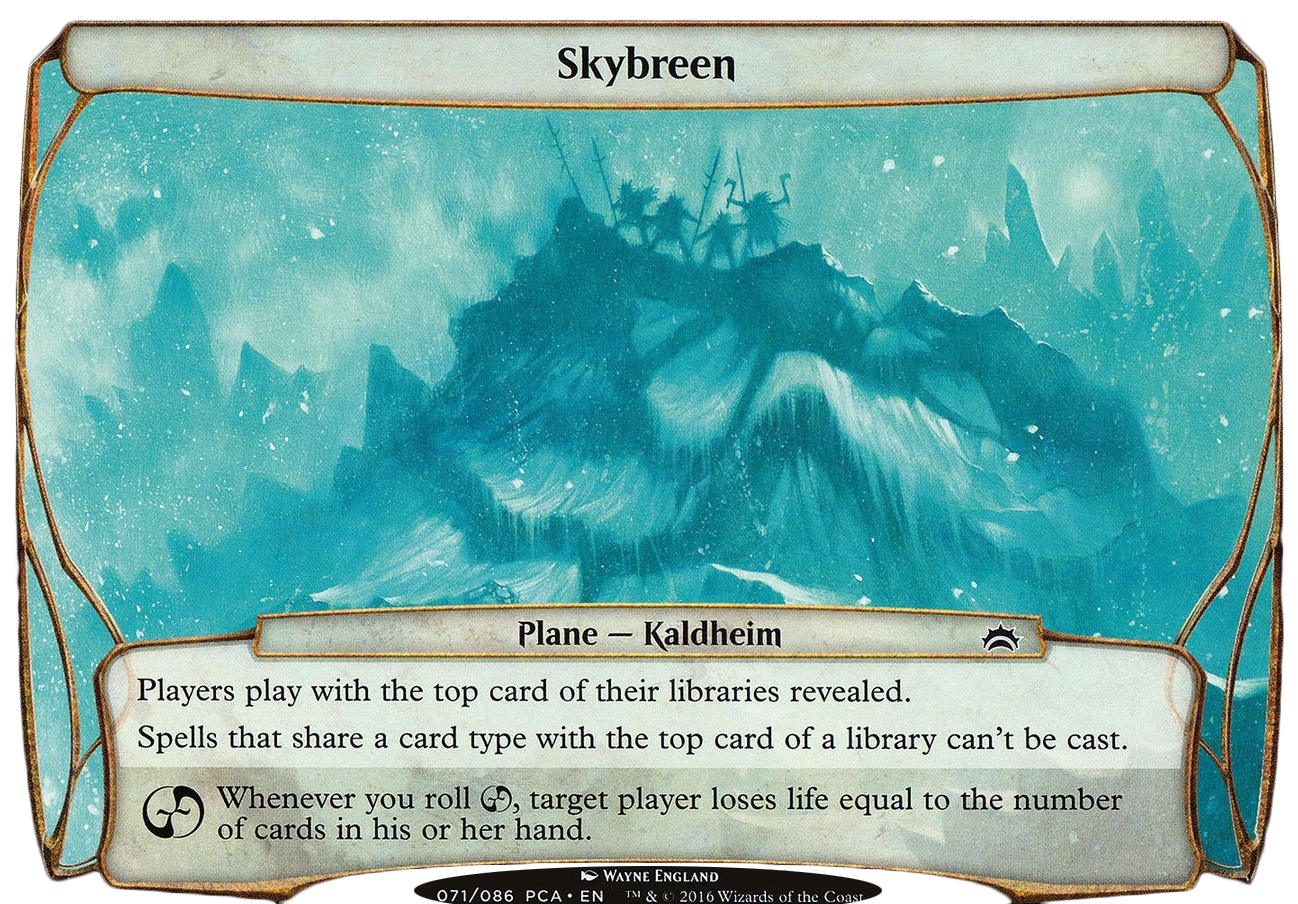 Skybreen
Plane — Kaldheim
Players play with the top card of their libraries revealed.
Spells that share a card type with the top card of a library can't be cast.
Whenever you roll , target player loses life equal to the number
of cards in his or her hand.
WAYNE ENGLAND
071/086 PCA • EN ™ & © 2016 Wizards of the Coast